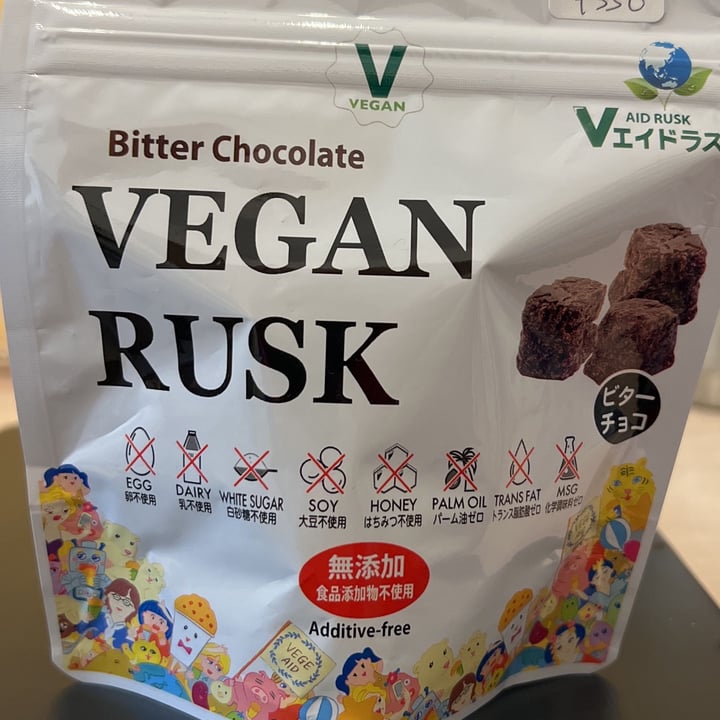 V
VEGAN
AID RUSK
Vエイドラス
Bitter Chocolate
VEGAN
RUSK
ビター
チョコ
EGG
卵不使用
DAIRY
乳不使用
WHITE SUGAR
白砂糖不使用
SOY
大豆不使用
HONEY
はちみつ不使用
PALM OIL
パーム油ゼロ
TRANS FAT
トランス脂肪酸ゼロ
MSG
化学調味料ゼロ
無添加
食品添加物不使用
Additive-free
VEGE
AID